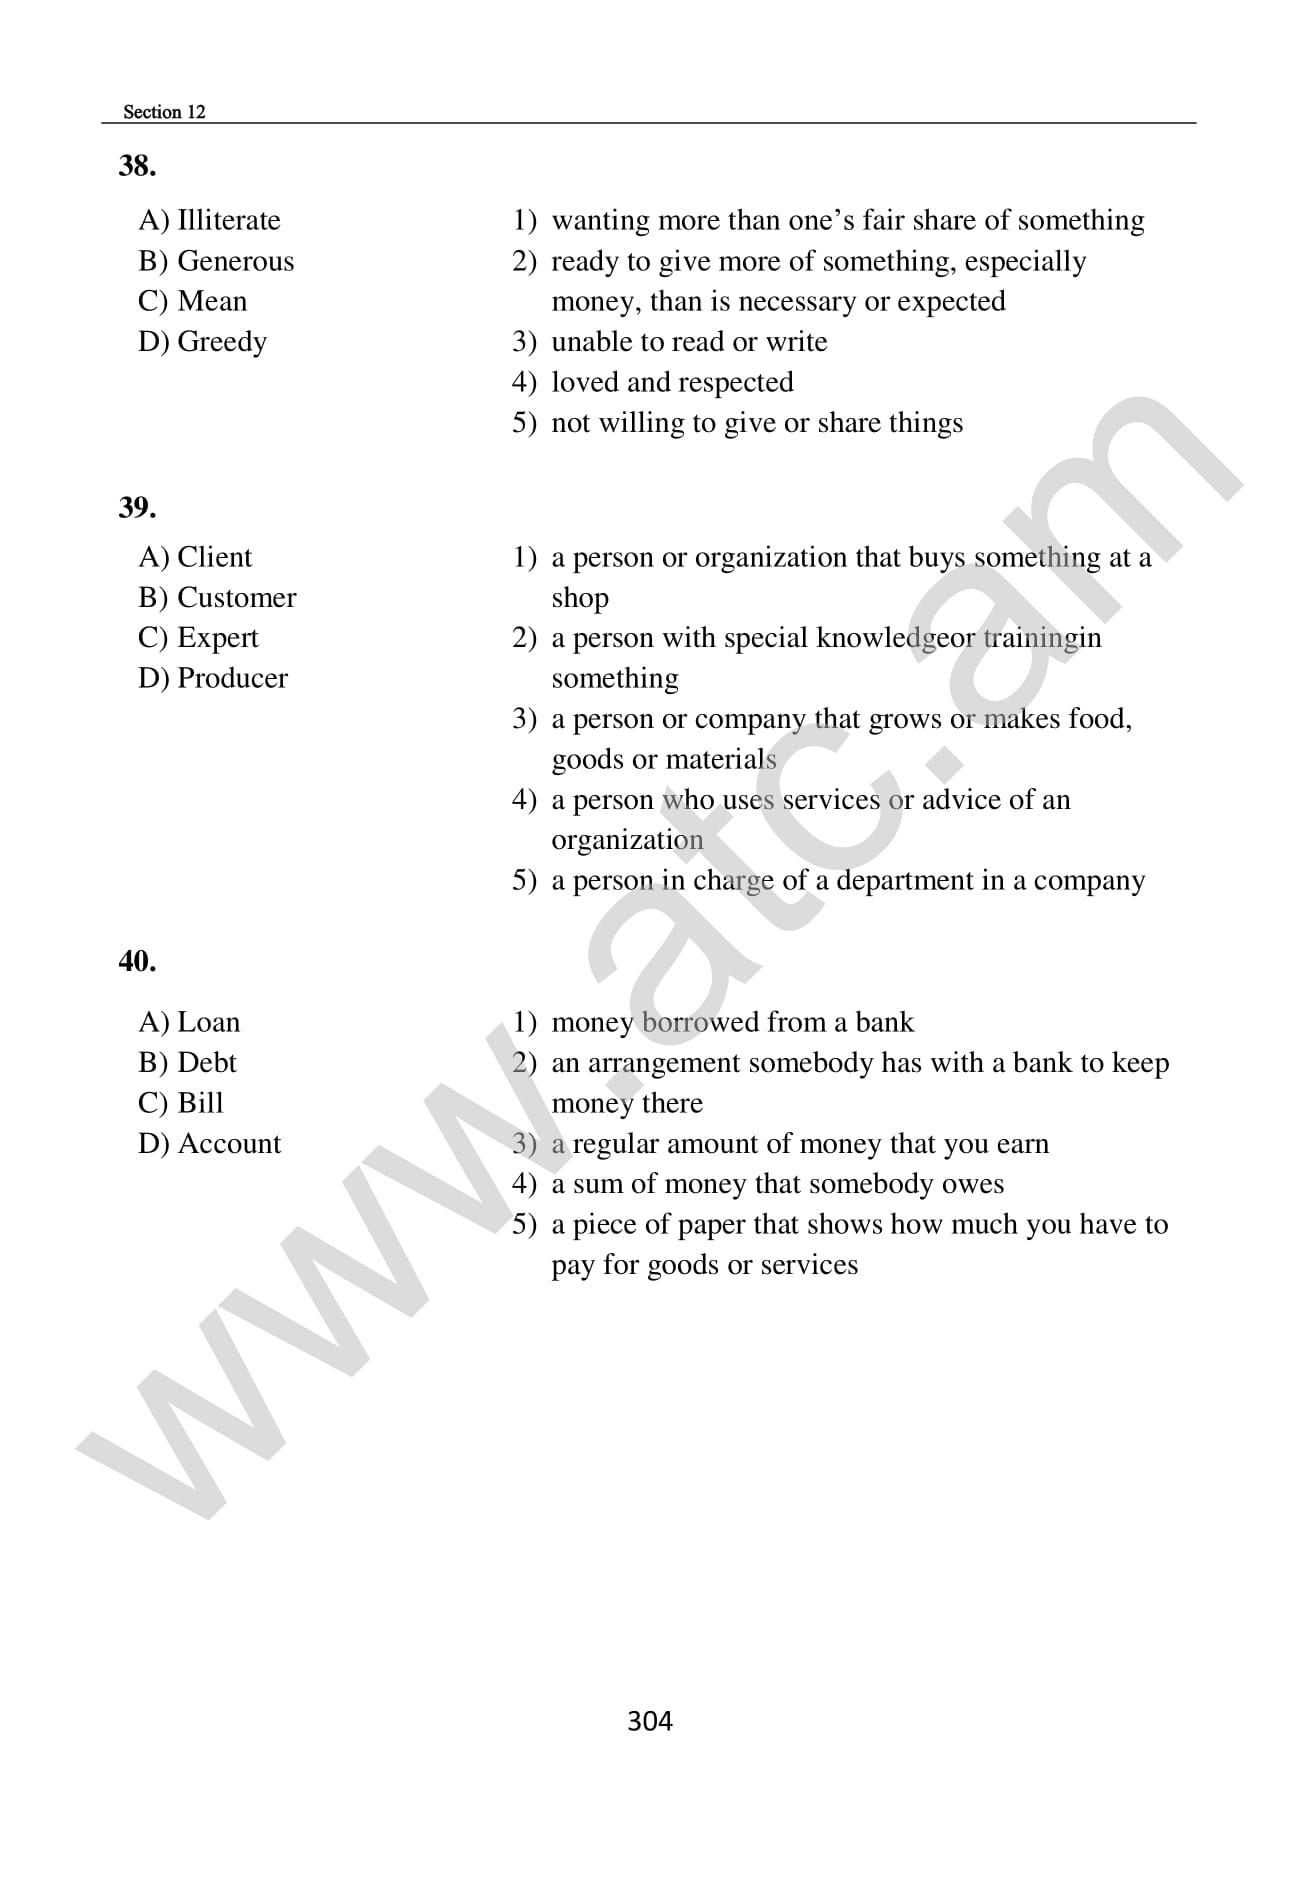 Section 12
38.
A) Illiterate
B) Generous
C) Mean
D) Greedy
1) wanting more than one’s fair share of something
2) ready to give more of something, especially
money, than is necessary or expected
3) unable to read or write
4) loved and respected
5) not willing to give or share things
39.
A) Client
B) Customer
C) Expert
D) Producer
1) a person or organization that buys something at a
shop
2) a person with special knowledgeor trainingin
something
3) a person or company that grows or makes food,
goods or materials
4) a person who uses services or advice of an
organization
5) a person in charge of a department in a company
40.
A) Loan
B) Debt
C) Bill
D) Account
1) money borrowed from a bank
2) an arrangement somebody has with a bank to keep
money there
3) a regular amount of money that you earn
4) a sum of money that somebody owes
5) a piece of paper that shows how much you have to
pay for goods or services
www.atc.am
304